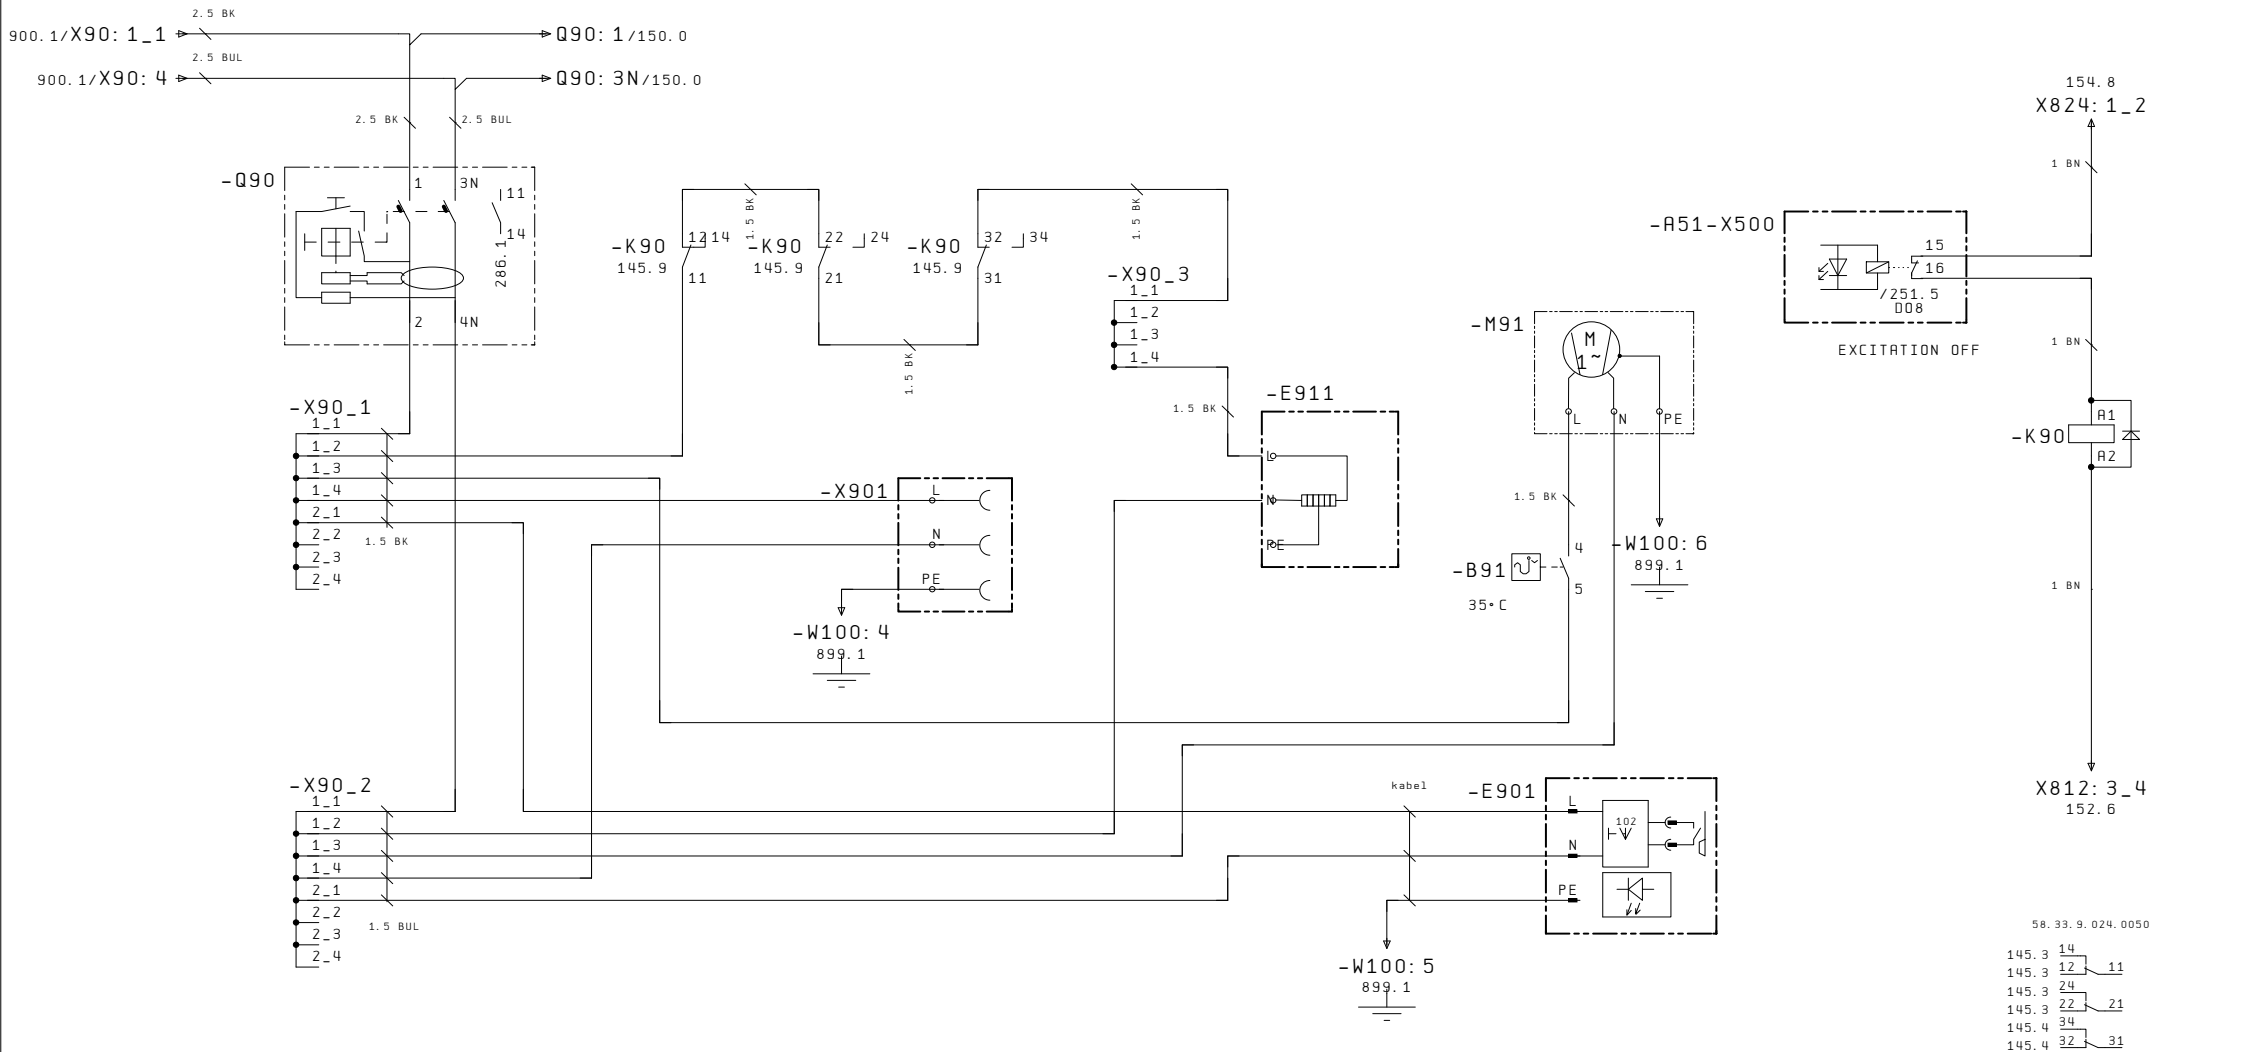 2.5 BK
900.1/X90:1_1
Q90:1/150.0
2.5 BUL
900.1/X90:4
Q90:3N/150.0
2.5 BK
2.5 BUL
154.8
X824:1_2
1 BN
-Q90
1
3N
11
14
286.1
2
4N
1.5 BK
-K90
145.9
12
14
11
-K90
145.9
22
24
21
1.5 BK
-K90
145.9
32
34
31
1.5 BK
-X90_3
1_1
1_2
1_3
1_4
1.5 BK
-A51-X500
15
16
/251.5
DO8
EXCITATION OFF
-M91
M
1~
L
N
PE
1 BN
-K90
A1
A2
-X90_1
1_1
1_2
1_3
1_4
2_1
2_2
2_3
2_4
1.5 BK
-E911
L
N
PE
-X901
L
N
PE
-W100:4
899.1
1.5 BK
-B91
4
5
35°C
-W100:6
899.1
1 BN
X812:3_4
152.6
-X90_2
1_1
1_2
1_3
1_4
2_1
2_2
2_3
2_4
1.5 BUL
kabel
-E901
L
102
N
PE
-W100:5
899.1
58.33.9.024.0050
145.3 14
145.3 12 11
145.3 24
145.3 22 21
145.4 34
145.4 32 31